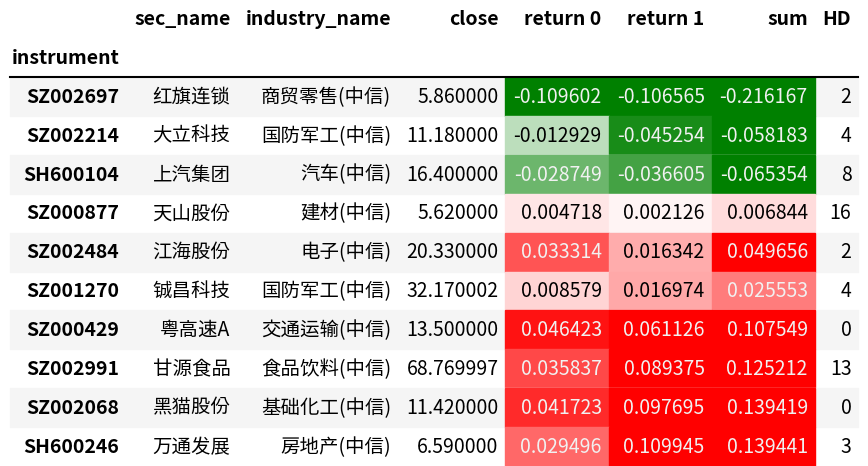 sec_name industry_name close return 0 return 1 sum HD
instrument
SZ002697 红旗连锁 商贸零售(中信) 5.860000 -0.109602 -0.106565 -0.216167 2
SZ002214 大立科技 国防军工(中信) 11.180000 -0.012929 -0.045254 -0.058183 4
SH600104 上汽集团 汽车(中信) 16.400000 -0.028749 -0.036605 -0.065354 8
SZ000877 天山股份 建材(中信) 5.620000 0.004718 0.002126 0.006844 16
SZ002484 江海股份 电子(中信) 20.330000 0.033314 0.016342 0.049656 2
SZ001270 铖昌科技 国防军工(中信) 32.170002 0.008579 0.016974 0.025553 4
SZ000429 粤高速A 交通运输(中信) 13.500000 0.046423 0.061126 0.107549 0
SZ002991 甘源食品 食品饮料(中信) 68.769997 0.035837 0.089375 0.125212 13
SZ002068 黑猫股份 基础化工(中信) 11.420000 0.041723 0.097695 0.139419 0
SH600246 万通发展 房地产(中信) 6.590000 0.029496 0.109945 0.139441 3